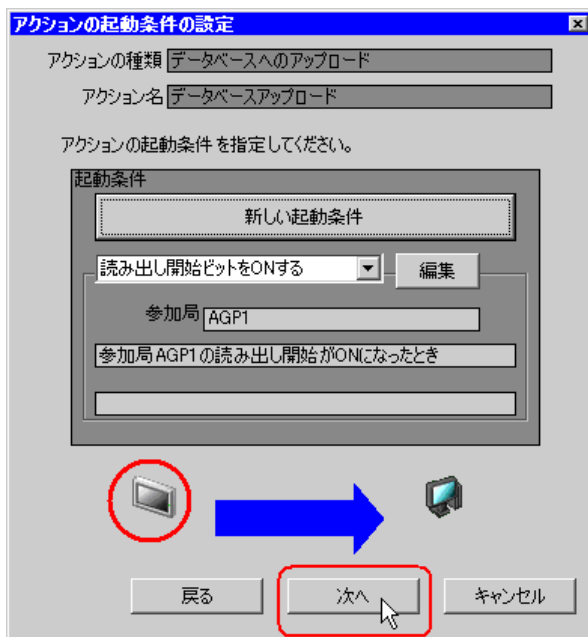 アクションの起動条件の設定
アクションの種類 データベースへのアップロード
アクション名 データベースアップロード
アクションの起動条件を指定してください。
起動条件
新しい起動条件
読み出し開始ビットをONする 編集
参加局 AGP1
参加局AGP1の読み出し開始がONになったとき
戻る 次へ キャンセル